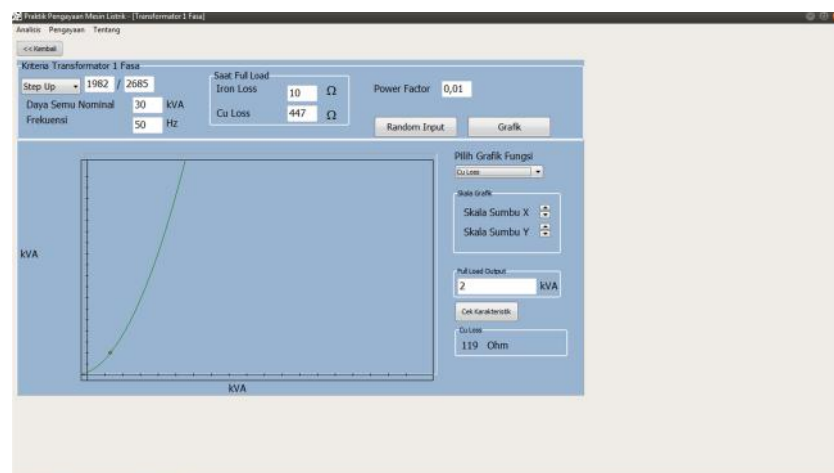 Praktik Pengayaan Mesin Listrik - [Transformator 1 Fasa]
Analisis Pengayaan Tentang
<< Kembali
Kriteria Transformator 1 Fasa
Step Up 1982 / 2685
Daya Semu Nominal 30 kVA
Frekuensi 50 Hz
Saat Full Load
Iron Loss 10 Ω
Cu Loss 447 Ω
Power Factor 0,01
Random Input Grafik
Pilih Grafik Fungsi
Cu Loss
Skala Grafik
Skala Sumbu X
Skala Sumbu Y
kVA
Full Load Output
2 kVA
Cek Karakteristik
Cu Loss
119 Ohm
kVA